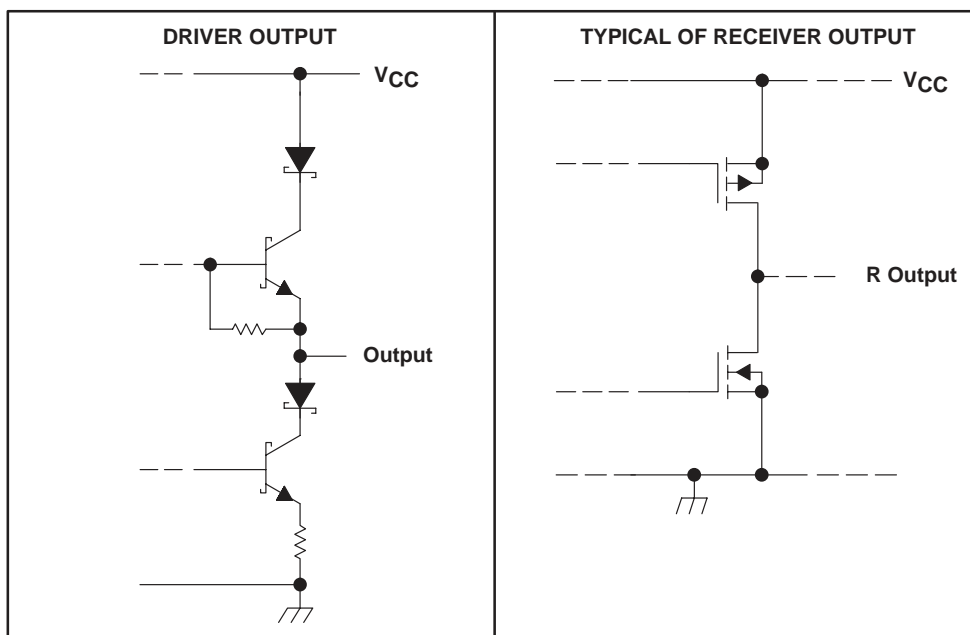 DRIVER OUTPUT
VCC
Output
TYPICAL OF RECEIVER OUTPUT
VCC
R Output